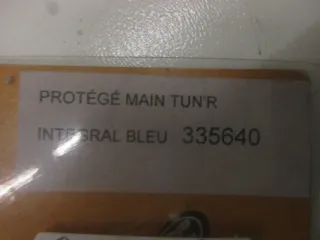 PROTÉGÉ MAIN TUN'R
INTEGRAL BLEU 335640